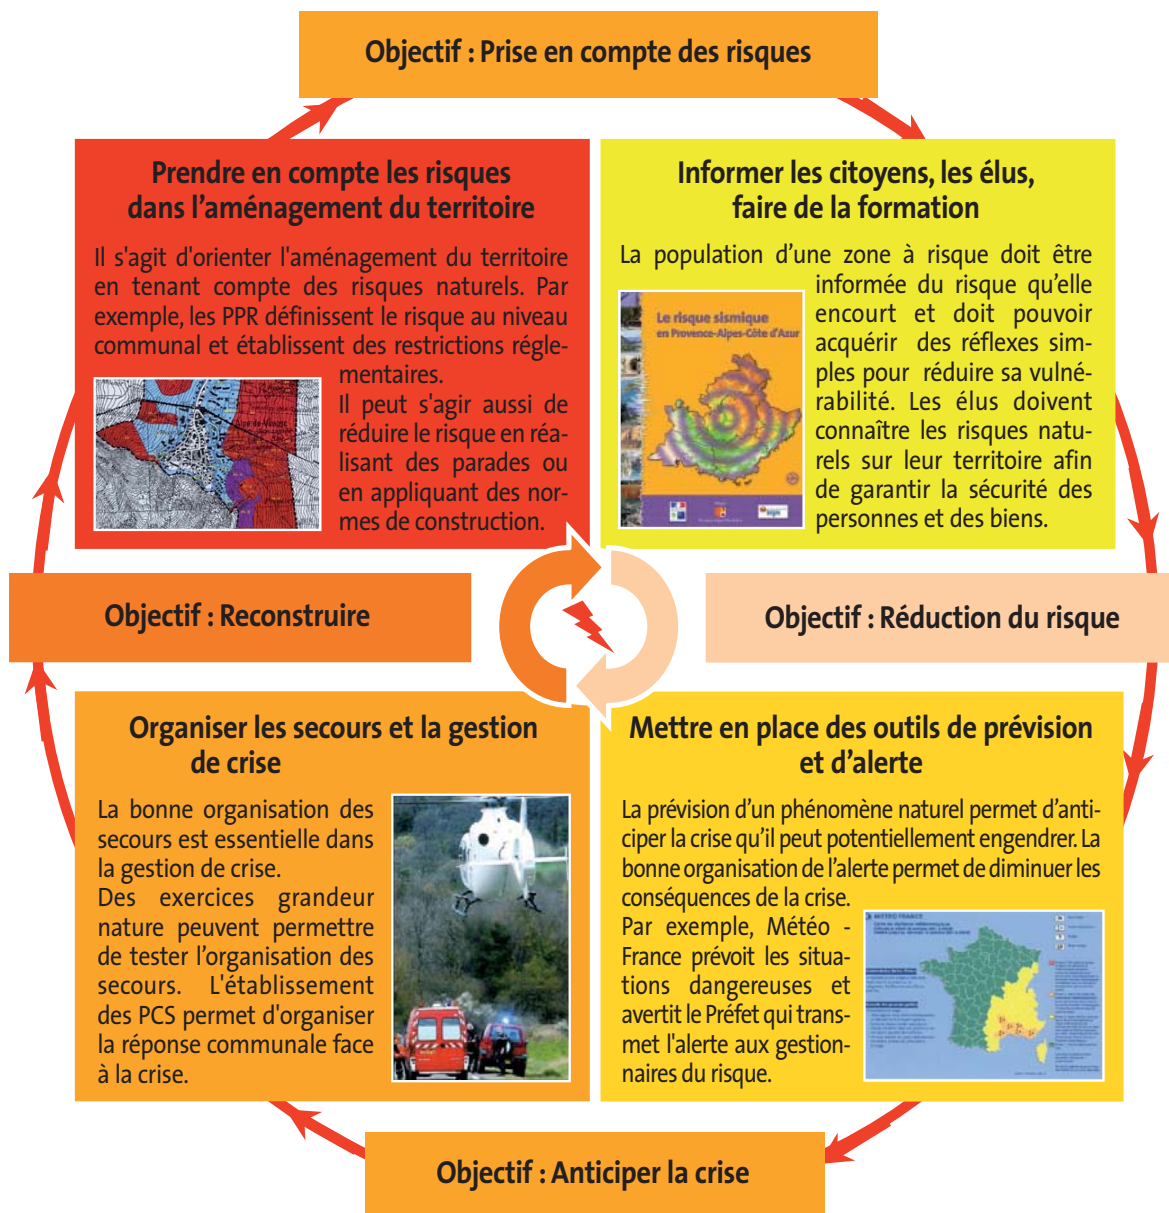 Objectif : Prise en compte des risques
Prendre en compte les risques
dans l’aménagement du territoire
Il s'agit d'orienter l'aménagement du territoire
en tenant compte des risques naturels. Par
exemple, les PPR définissent le risque au niveau
communal et établissent des restrictions régle-
mentaires.
Il peut s'agir aussi de
réduire le risque en réa-
lisant des parades ou
en appliquant des nor-
mes de construction.
Informer les citoyens, les élus,
faire de la formation
La population d’une zone à risque doit être
informée du risque qu’elle
encourt et doit pouvoir
acquérir des réflexes sim-
ples pour réduire sa vulné-
rabilité. Les élus doivent
connaître les risques natu-
rels sur leur territoire afin
de garantir la sécurité des
personnes et des biens.
Le risque sismique
en Provence-Alpes-Côte d'Azur
Objectif : Reconstruire
Objectif : Réduction du risque
Organiser les secours et la gestion
de crise
La bonne organisation des
secours est essentielle dans
la gestion de crise.
Des exercices grandeur
nature peuvent permettre
de tester l’organisation des
secours. L'établissement
des PCS permet d'organiser
la réponse communale face
à la crise.
Mettre en place des outils de prévision
et d’alerte
La prévision d’un phénomène naturel permet d’anti-
ciper la crise qu’il peut potentiellement engendrer. La
bonne organisation de l’alerte permet de diminuer les
conséquences de la crise.
Par exemple, Météo -
France prévoit les situa-
tions dangereuses et
avertit le Préfet qui trans-
met l'alerte aux gestion-
naires du risque.
METEO FRANCE
Objectif : Anticiper la crise